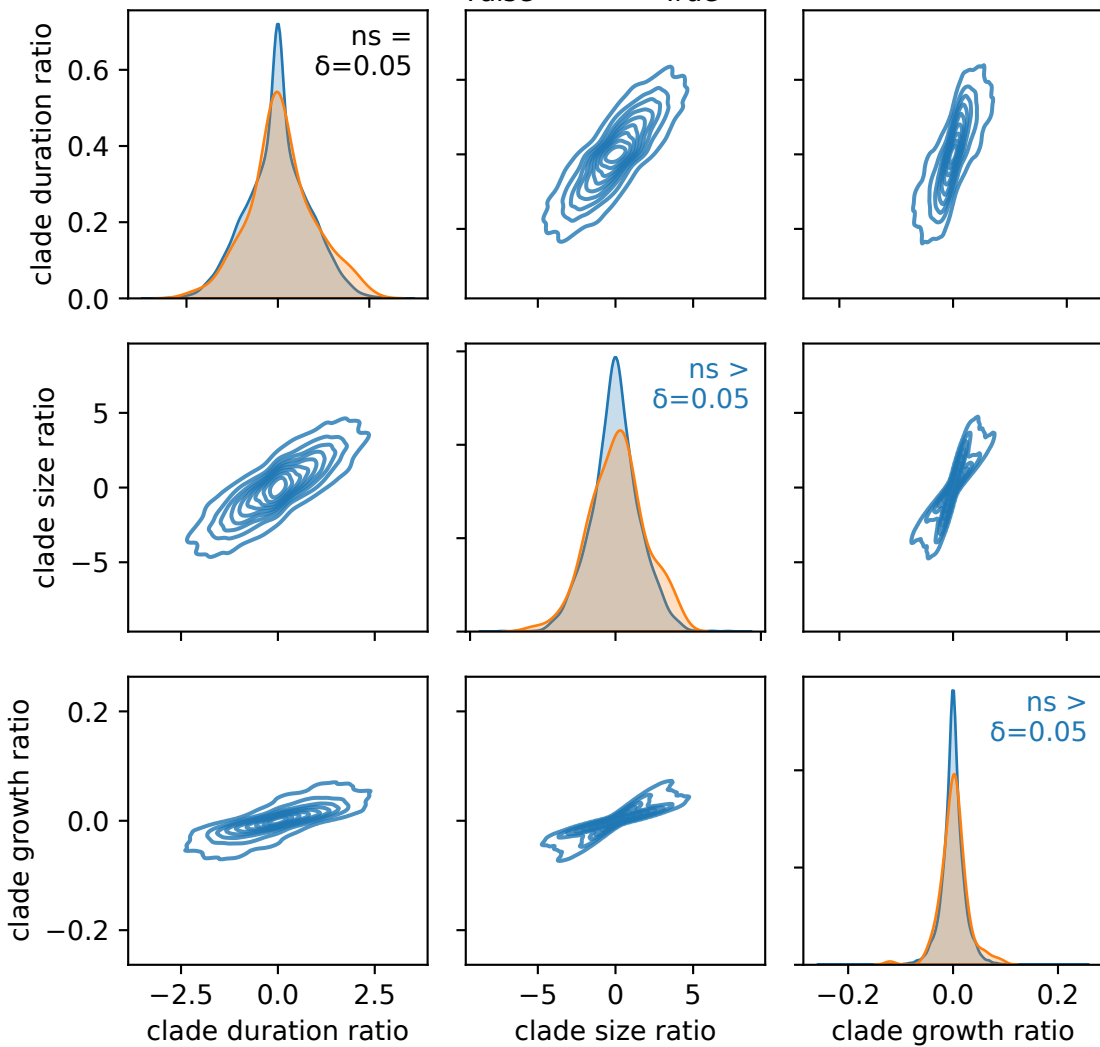 clade duration ratio
0.6
0.4
0.2
0.0
ns =
δ=0.05
clade size ratio
5
0
−5
ns >
δ=0.05
clade growth ratio
0.2
0.0
−0.2
ns >
δ=0.05
−2.5 0.0 2.5
−5 0 5
−0.2 0.0 0.2
clade duration ratio
clade size ratio
clade growth ratio